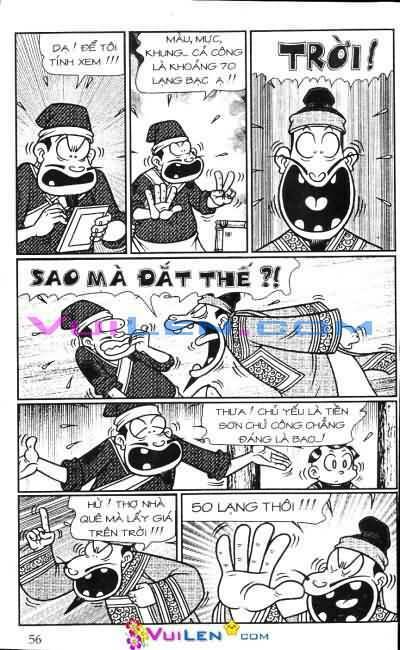 DẠ! ĐỂ TÔI
TÍNH XEM!!!
MÀU, MỰC,
KHUNG... CẢ CÔNG
LÀ KHOẢNG 70
LẠNG BẠC Ạ!!
TRỜI!
SAO MÀ ĐẮT THẾ?!
VuiLen.com
THƯA! CHỦ YẾU LÀ TIỀN
SƠN CHỨ CÔNG CHẲNG
ĐÁNG LÀ BAO..!
HỪ! THỢ NHÀ
QUÊ MÀ LẤY GIÁ
TRÊN TRỜI!!!
50 LẠNG THÔI!!!
56
VuiLen.com